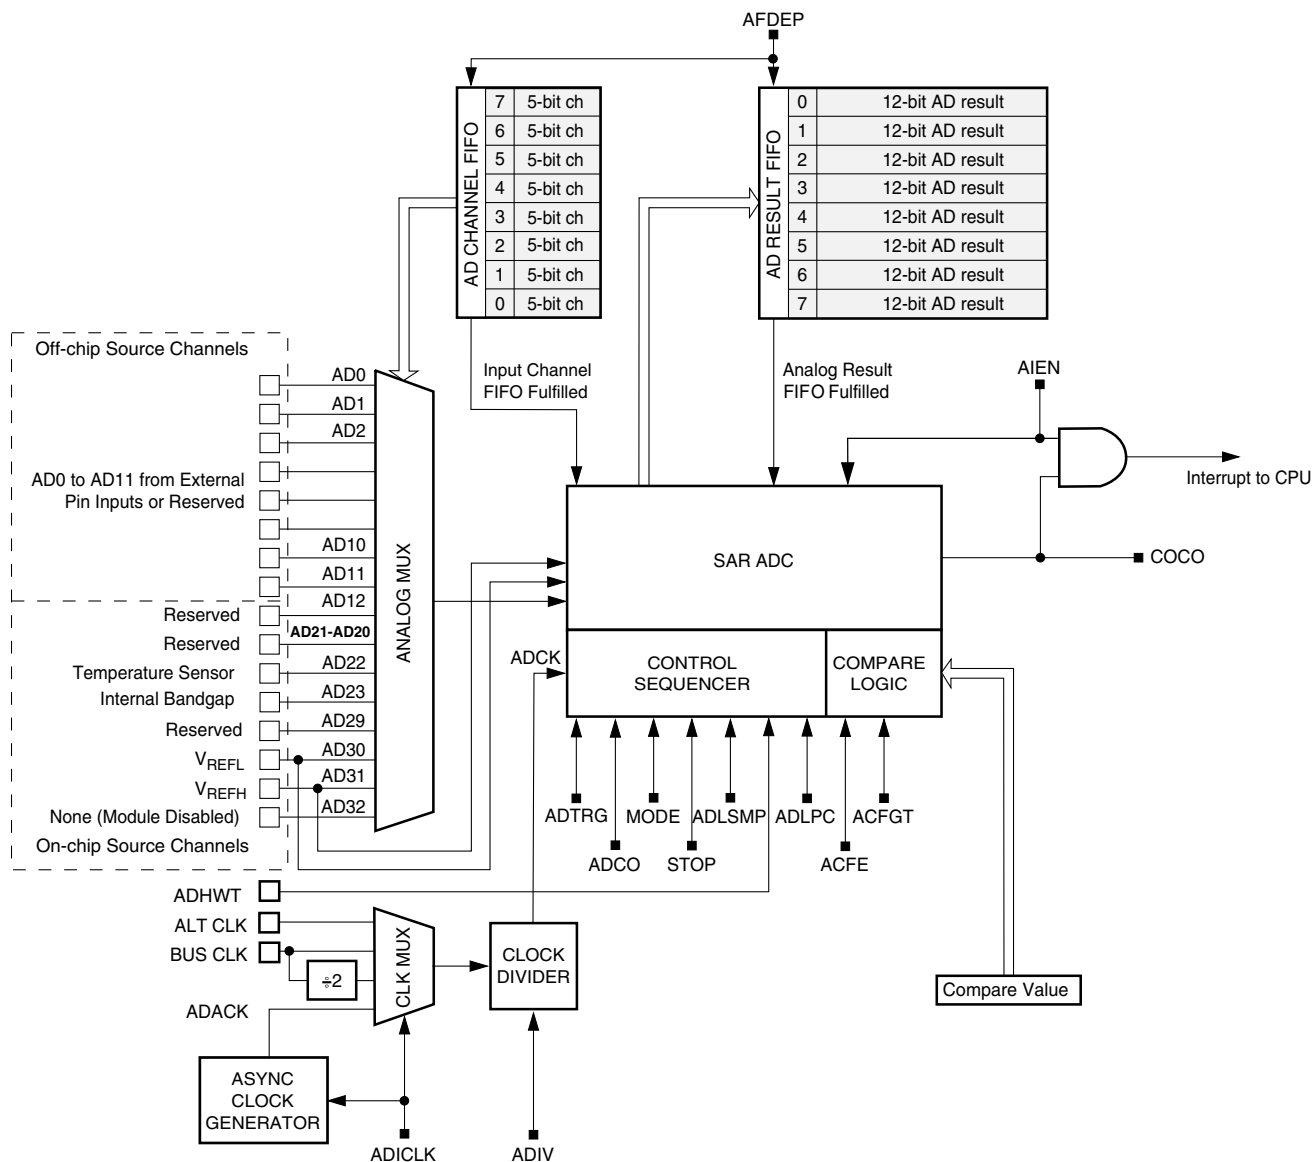 AFDEP
AD CHANNEL FIFO
7 5-bit ch
6 5-bit ch
5 5-bit ch
4 5-bit ch
3 5-bit ch
2 5-bit ch
1 5-bit ch
0 5-bit ch
AD RESULT FIFO
0 12-bit AD result
1 12-bit AD result
2 12-bit AD result
3 12-bit AD result
4 12-bit AD result
5 12-bit AD result
6 12-bit AD result
7 12-bit AD result
Input Channel
FIFO Fulfilled
Analog Result
FIFO Fulfilled
AIEN
Interrupt to CPU
COCO
Off-chip Source Channels
AD0
AD1
AD2
AD0 to AD11 from External
Pin Inputs or Reserved
AD10
AD11
Reserved AD12
Reserved AD21-AD20
Temperature Sensor AD22
Internal Bandgap AD23
Reserved AD29
VREFL AD30
VREFH AD31
None (Module Disabled) AD32
On-chip Source Channels
ANALOG MUX
SAR ADC
ADCK
CONTROL
SEQUENCER
COMPARE
LOGIC
ADTRG
MODE
ADLSMP
ADLPC
ACFGT
ADCO
STOP
ACFE
ADHWT
ALT CLK
BUS CLK
÷2
CLK MUX
CLOCK
DIVIDER
Compare Value
ADACK
ASYNC
CLOCK
GENERATOR
ADICLK
ADIV